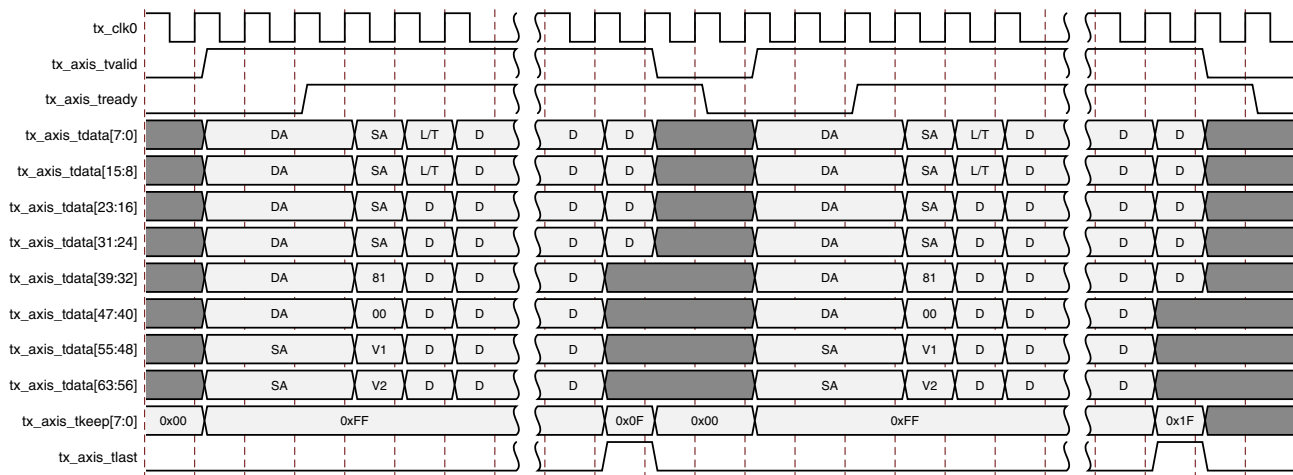 tx_clk0
tx_axis_tvalid
tx_axis_tready
tx_axis_tdata[7:0] DA SA L/T D D D DA SA L/T D D D
tx_axis_tdata[15:8] DA SA L/T D D D DA SA L/T D D D
tx_axis_tdata[23:16] DA SA D D D D DA SA D D D D
tx_axis_tdata[31:24] DA SA D D D D DA SA D D D D
tx_axis_tdata[39:32] DA 81 D D D DA 81 D D D D
tx_axis_tdata[47:40] DA 00 D D D DA 00 D D D
tx_axis_tdata[55:48] SA V1 D D D SA V1 D D D
tx_axis_tdata[63:56] SA V2 D D D SA V2 D D D
tx_axis_tkeep[7:0] 0x00 0xFF 0x0F 0x00 0xFF 0x1F
tx_axis_tlast